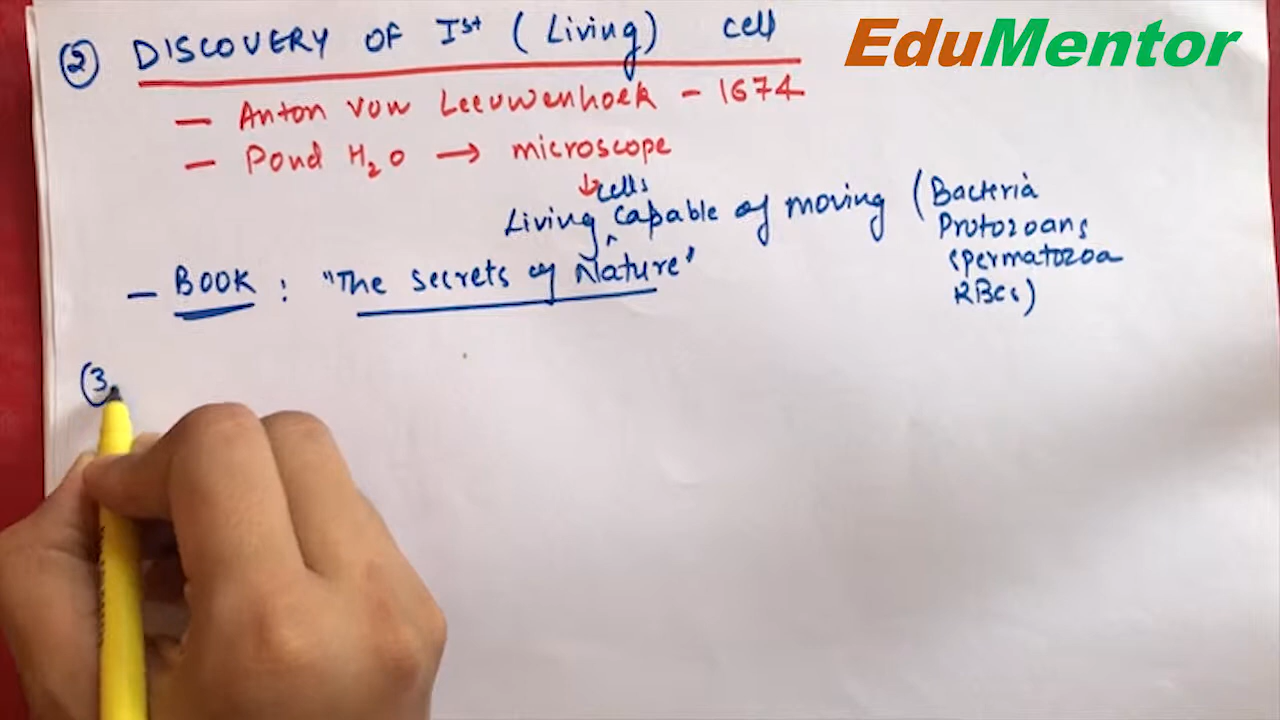 EduMentor
② DISCOVERY OF Ist (Living) cell
— Anton von Leeuwenhoek - 1674
— Pond H₂O → microscope
↓ cells
Living ^ capable of moving (Bacteria
Protozoans
spermatozoa
RBCs)
— BOOK : "The secrets of Nature"
(3